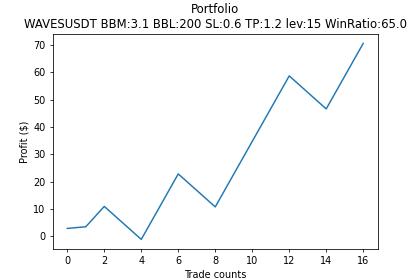 Portfolio
WAVESUSDT BBM:3.1 BBL:200 SL:0.6 TP:1.2 lev:15 WinRatio:65.0
70
60
50
40
30
20
10
0
Profit ($)
0 2 4 6 8 10 12 14 16
Trade counts